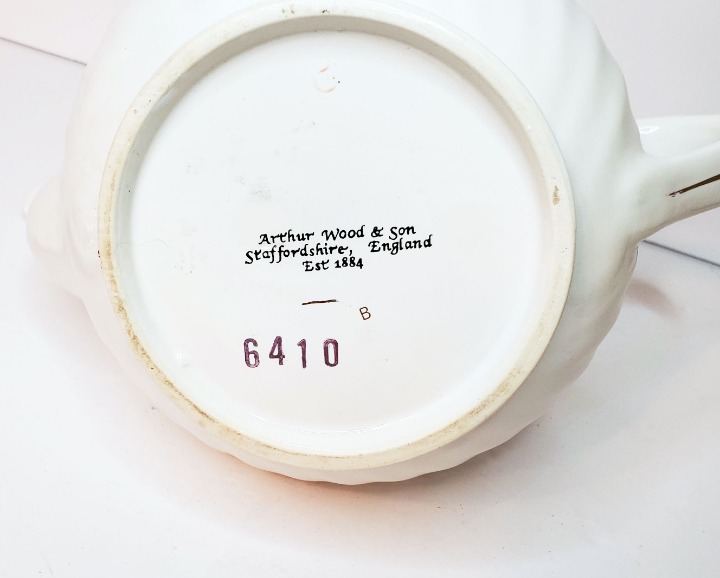 Arthur Wood & Son
Staffordshire, England
Est 1884
B
6410